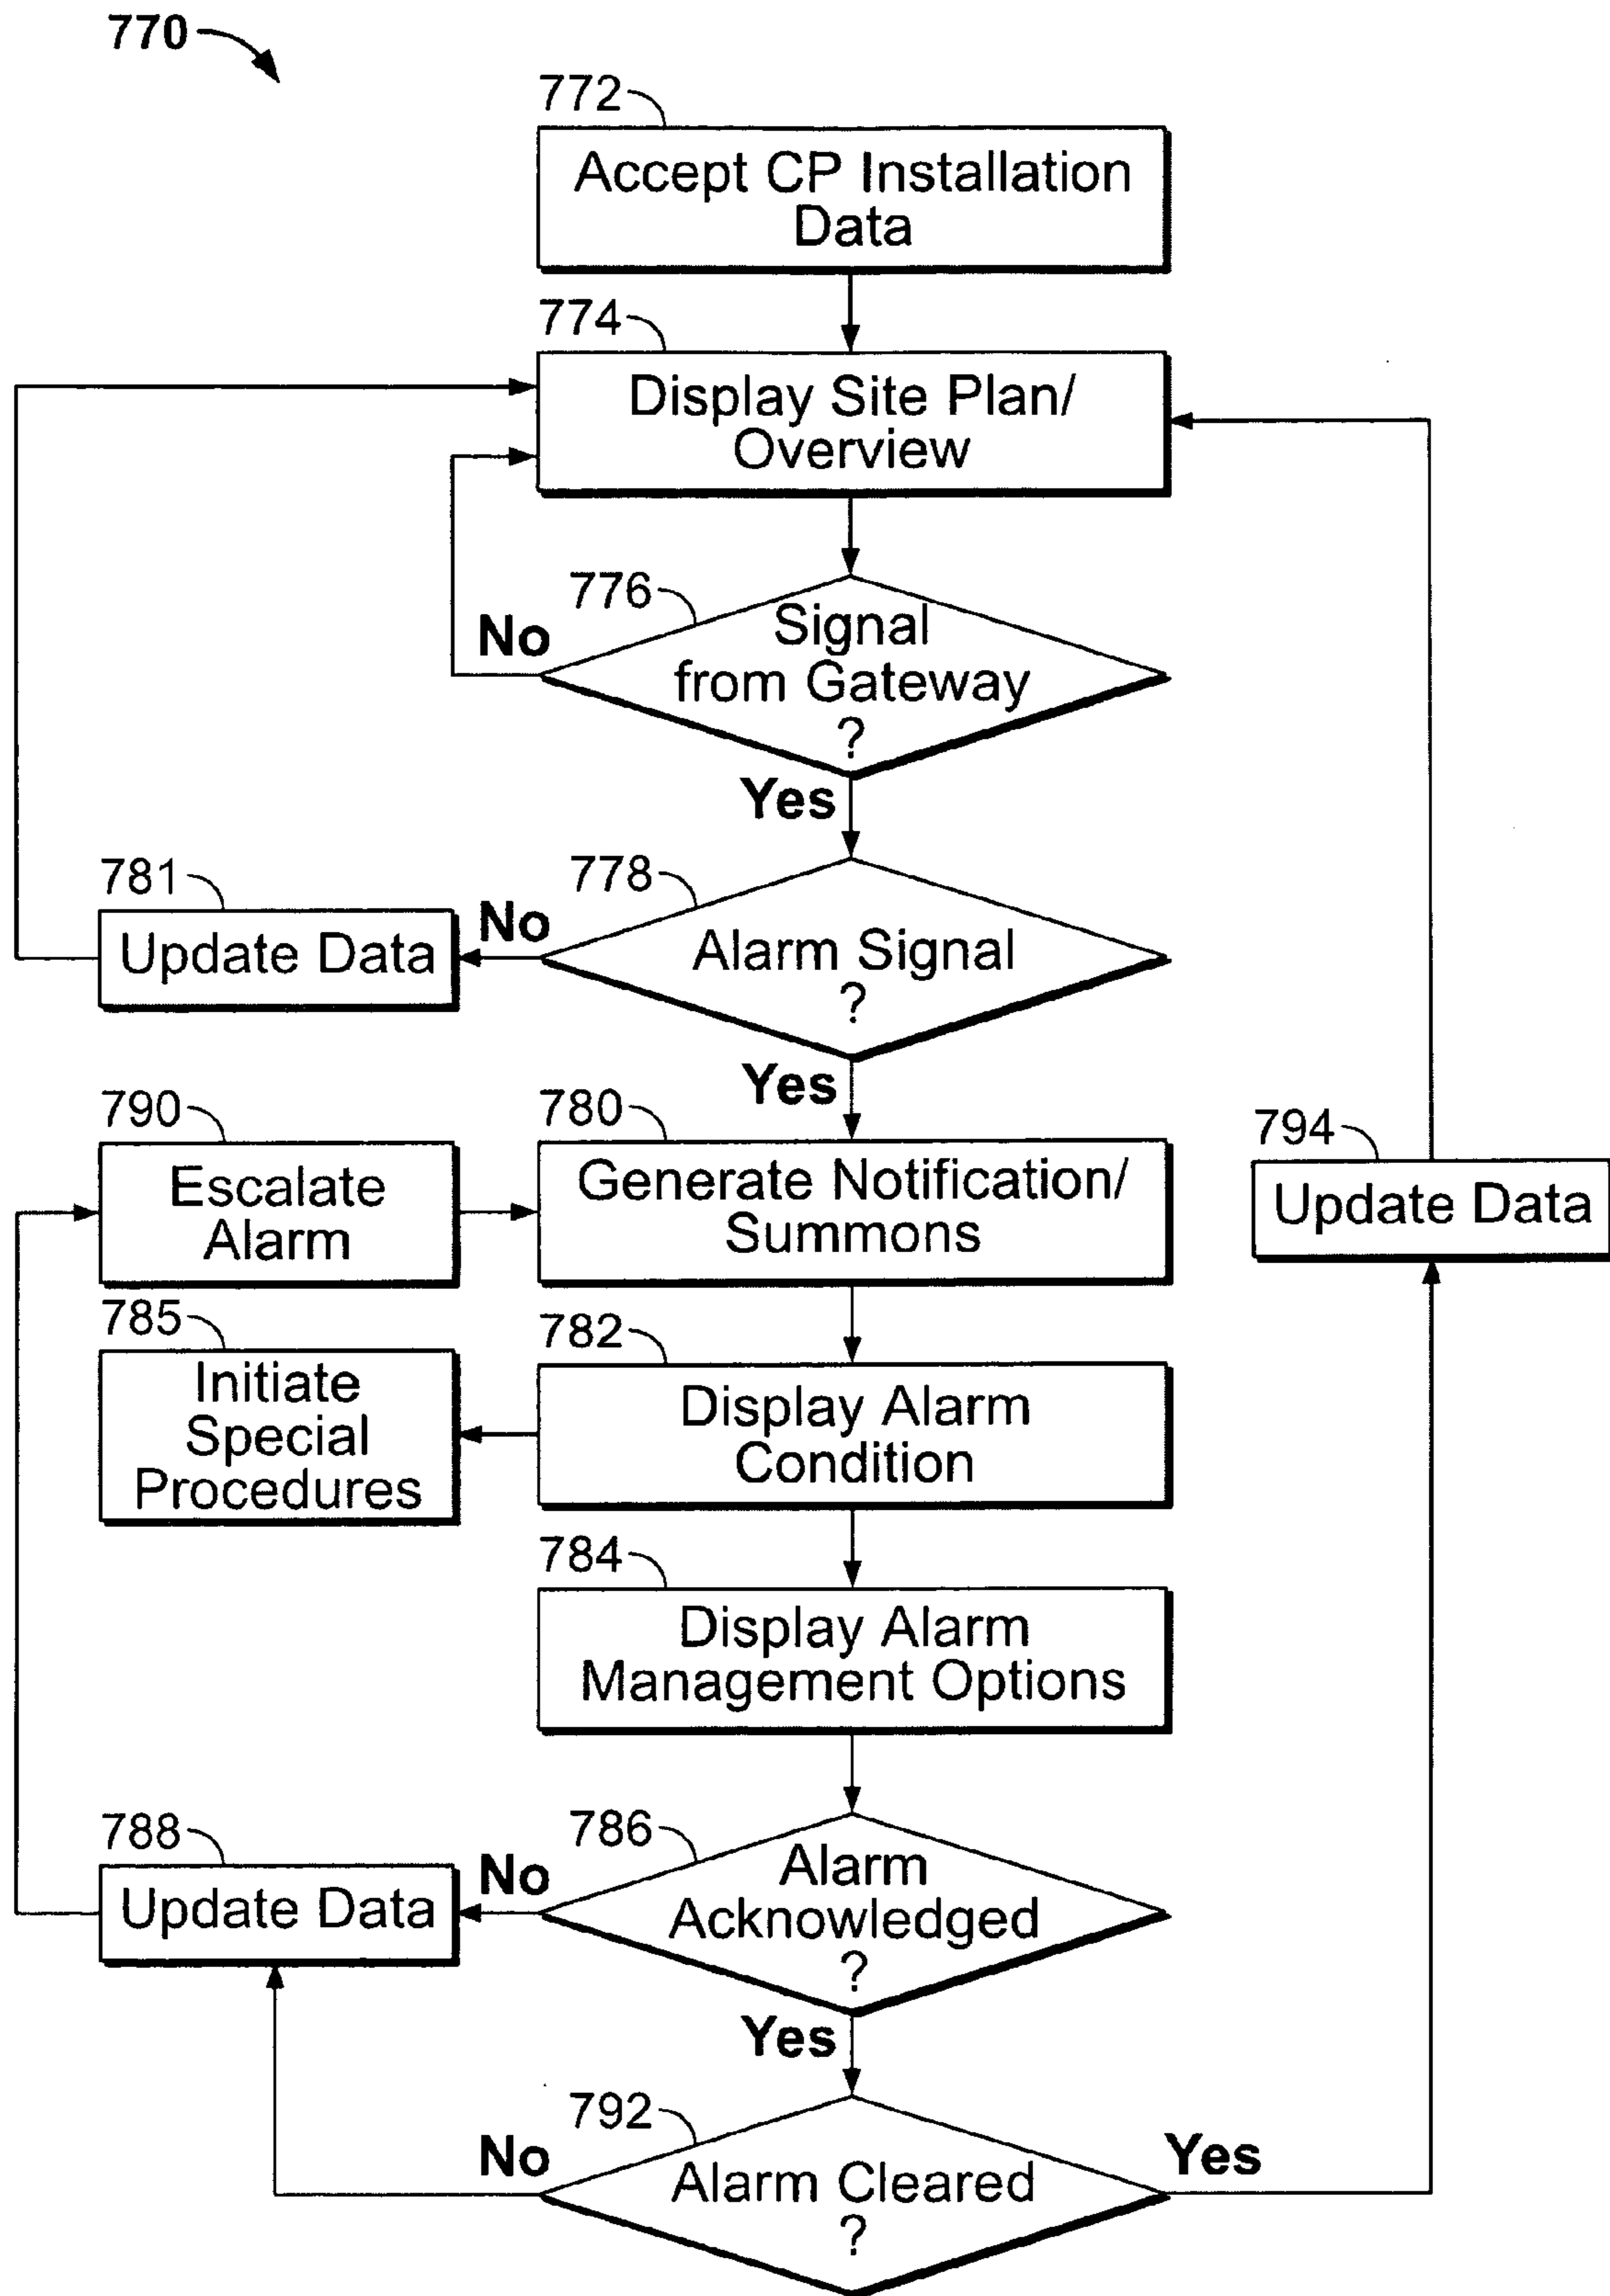 770
772
Accept CP Installation
Data
774
Display Site Plan/
Overview
776
Signal
from Gateway
?
No
Yes
781
Update Data
No
778
Alarm Signal
?
Yes
790
Escalate
Alarm
780
Generate Notification/
Summons
794
Update Data
785
Initiate
Special
Procedures
782
Display Alarm
Condition
784
Display Alarm
Management Options
788
Update Data
No
786
Alarm
Acknowledged
?
Yes
792
No
Alarm Cleared
?
Yes